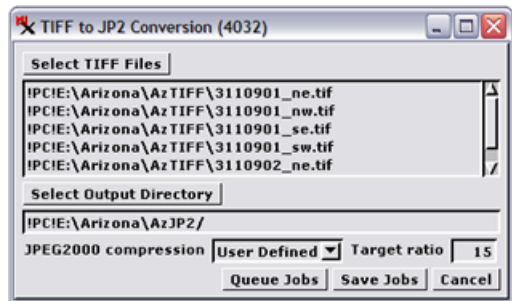 TIFF to JP2 Conversion (4032)
Select TIFF Files
!PC!E:\Arizona\AzTIFF\3110901_ne.tif
!PC!E:\Arizona\AzTIFF\3110901_nw.tif
!PC!E:\Arizona\AzTIFF\3110901_se.tif
!PC!E:\Arizona\AzTIFF\3110901_sw.tif
!PC!E:\Arizona\AzTIFF\3110902_ne.tif
Select Output Directory
!PC!E:\Arizona\AzJP2/
JPEG2000 compression User Defined Target ratio 15
Queue Jobs Save Jobs Cancel